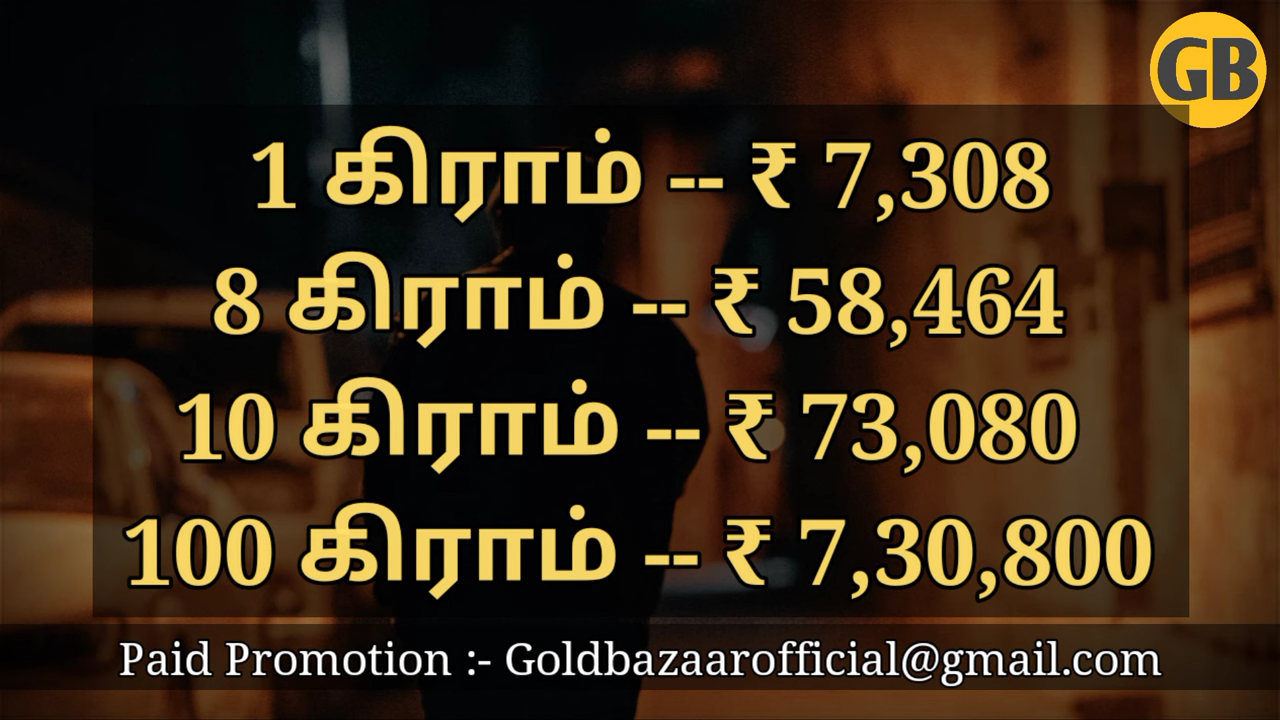 GB
1 கிராம் -- ₹ 7,308
8 கிராம் -- ₹ 58,464
10 கிராம் -- ₹ 73,080
100 கிராம் -- ₹ 7,30,800
Paid Promotion :- Goldbazaarofficial@gmail.com